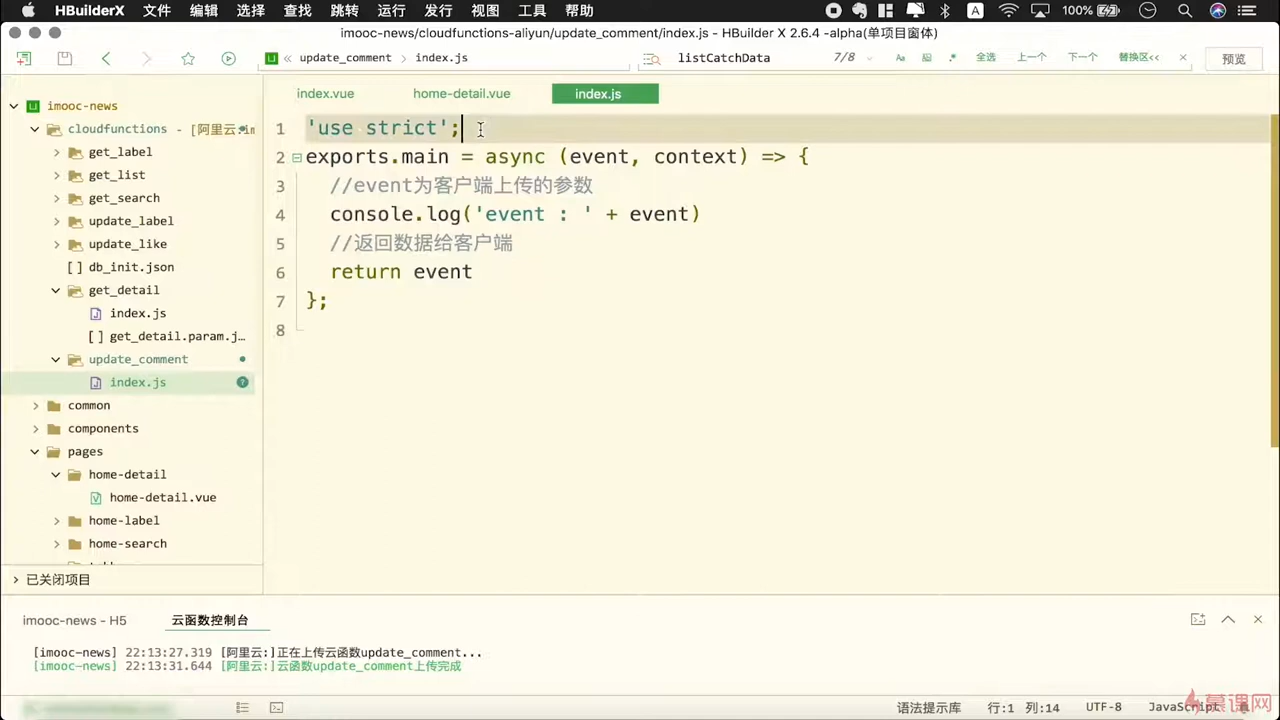 HBuilderX 文件 编辑 选择 查找 跳转 运行 发行 视图 工具 帮助 A 100%
imooc-news/cloudfunctions-aliyun/update_comment/index.js - HBuilder X 2.6.4 -alpha(单项目窗体)
U « update_comment > index.js listCatchData 7/8 Aa .* 全选 上一个 下一个 替换区<< × 预览
index.vue home-detail.vue index.js
imooc-news
cloudfunctions - [阿里云:
get_label
get_list
get_search
update_label
update_like
[] db_init.json
get_detail
index.js
[] get_detail.param.j…
update_comment
index.js
common
components
pages
home-detail
home-detail.vue
home-label
home-search
已关闭项目
1 'use strict';
2 exports.main = async (event, context) => {
3 //event为客户端上传的参数
4 console.log('event : ' + event)
5 //返回数据给客户端
6 return event
7 };
8
imooc-news - H5 云函数控制台
[imooc-news] 22:13:27.319 [阿里云:]正在上传云函数update_comment...
[imooc-news] 22:13:31.644 [阿里云:]云函数update_comment上传完成
语法提示库 行:1 列:14 UTF-8 JavaScript
慕课网